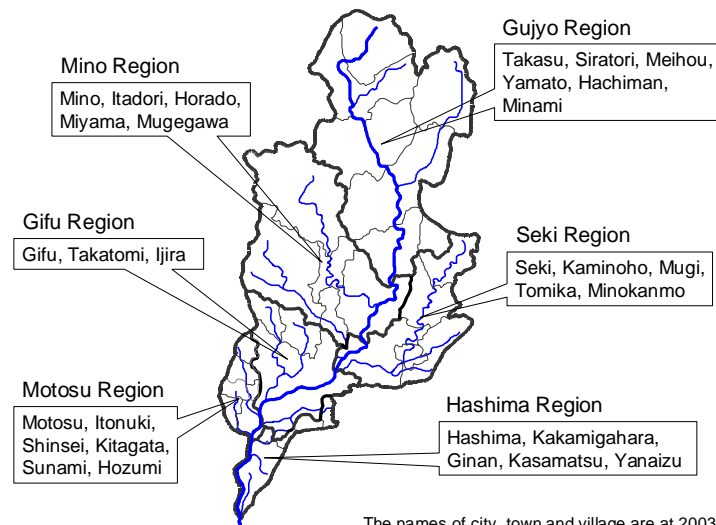 Gujyo Region
Takasu, Siratori, Meihou,
Yamato, Hachiman,
Minami
Mino Region
Mino, Itadori, Horado,
Miyama, Mugegawa
Gifu Region
Gifu, Takatomi, Ijira
Seki Region
Seki, Kaminoho, Mugi,
Tomika, Minokanmo
Motosu Region
Motosu, Itonuki,
Shinsei, Kitagata,
Sunami, Hozumi
Hashima Region
Hashima, Kakamigahara,
Ginan, Kasamatsu, Yanaizu
The names of city, town and village are at 2003